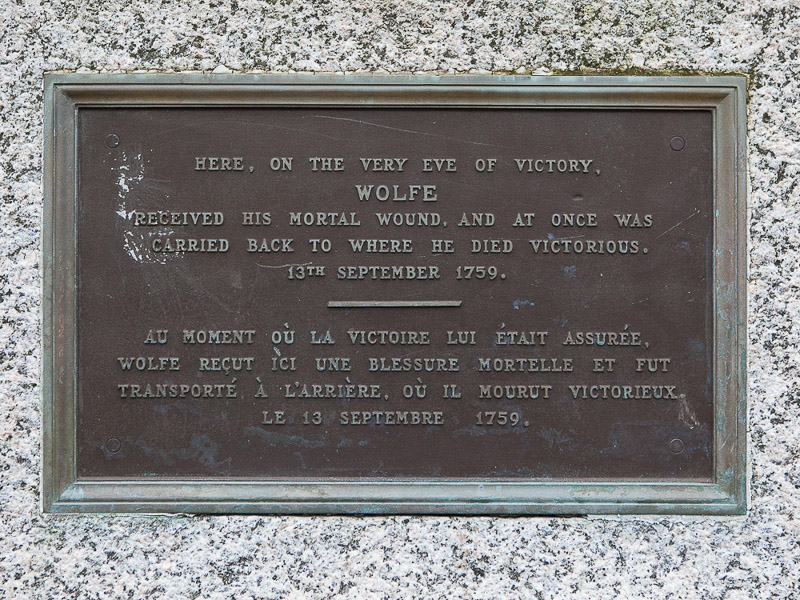 HERE, ON THE VERY EVE OF VICTORY,
WOLFE
RECEIVED HIS MORTAL WOUND, AND AT ONCE WAS
CARRIED BACK TO WHERE HE DIED VICTORIOUS.
13TH SEPTEMBER 1759.
AU MOMENT OÙ LA VICTOIRE LUI ÉTAIT ASSURÉE,
WOLFE REÇUT ÌCI UNE BLESSURE MORTELLE ET FUT
TRANSPORTÉ À L'ARRIÈRE, OÙ IL MOURUT VICTORIEUX.
LE 13 SEPTEMBRE 1759.